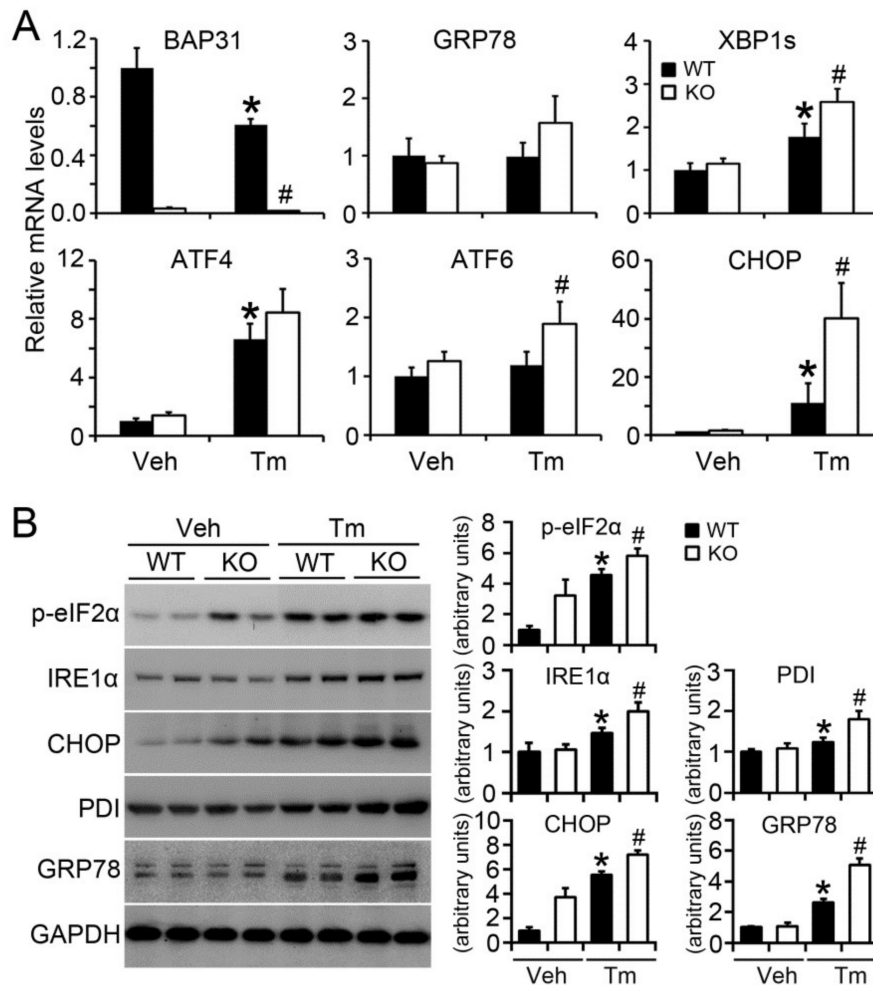 A
Relative mRNA levels
BAP31
1.2
0.8
0.4
0.0
*
#
GRP78
3
2
1
0
XBP1s
4
3
2
1
0
WT
KO
*
#
ATF4
12
8
4
0
*
Veh
Tm
ATF6
3
2
1
0
#
Veh
Tm
CHOP
60
40
20
0
*
#
Veh
Tm
B
Veh
Tm
WT
KO
WT
KO
p-eIF2α
IRE1α
CHOP
PDI
GRP78
GAPDH
p-eIF2α
(arbitrary units)
8
6
4
2
0
*
#
WT
KO
IRE1α
(arbitrary units)
3
2
1
0
*
#
PDI
(arbitrary units)
3
2
1
0
*
#
CHOP
(arbitrary units)
10
8
6
4
2
0
*
#
Veh
Tm
GRP78
(arbitrary units)
8
6
4
2
0
*
#
Veh
Tm